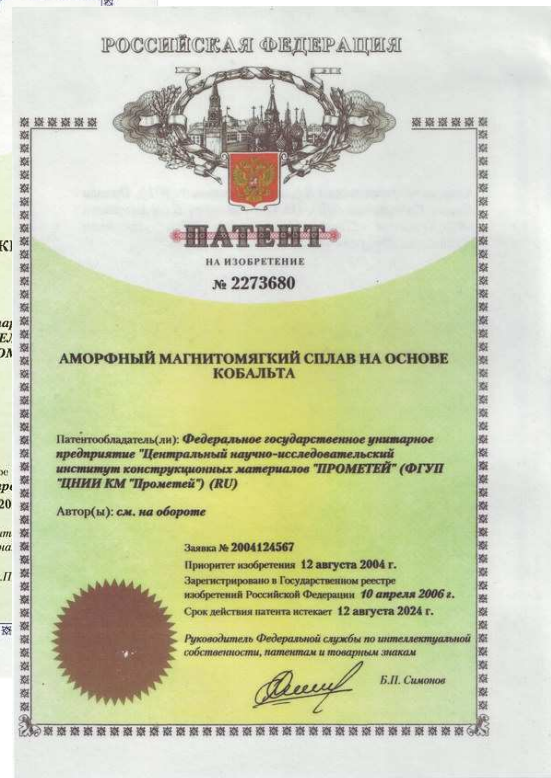 РОССИЙСКАЯ ФЕДЕРАЦИЯ
ПАТЕНТ
НА ИЗОБРЕТЕНИЕ
№ 2273680
АМОРФНЫЙ МАГНИТОМЯГКИЙ СПЛАВ НА ОСНОВЕ
КОБАЛЬТА
Патентообладатель(ли): Федеральное государственное унитарное
предприятие "Центральный научно-исследовательский
институт конструкционных материалов "ПРОМЕТЕЙ" (ФГУП
"ЦНИИ КМ "Прометей") (RU)
Автор(ы): см. на обороте
Заявка № 2004124567
Приоритет изобретения 12 августа 2004 г.
Зарегистрировано в Государственном реестре
изобретений Российской Федерации 10 апреля 2006 г.
Срок действия патента истекает 12 августа 2024 г.
Руководитель Федеральной службы по интеллектуальной
собственности, патентам и товарным знакам
Б.П. Симонов